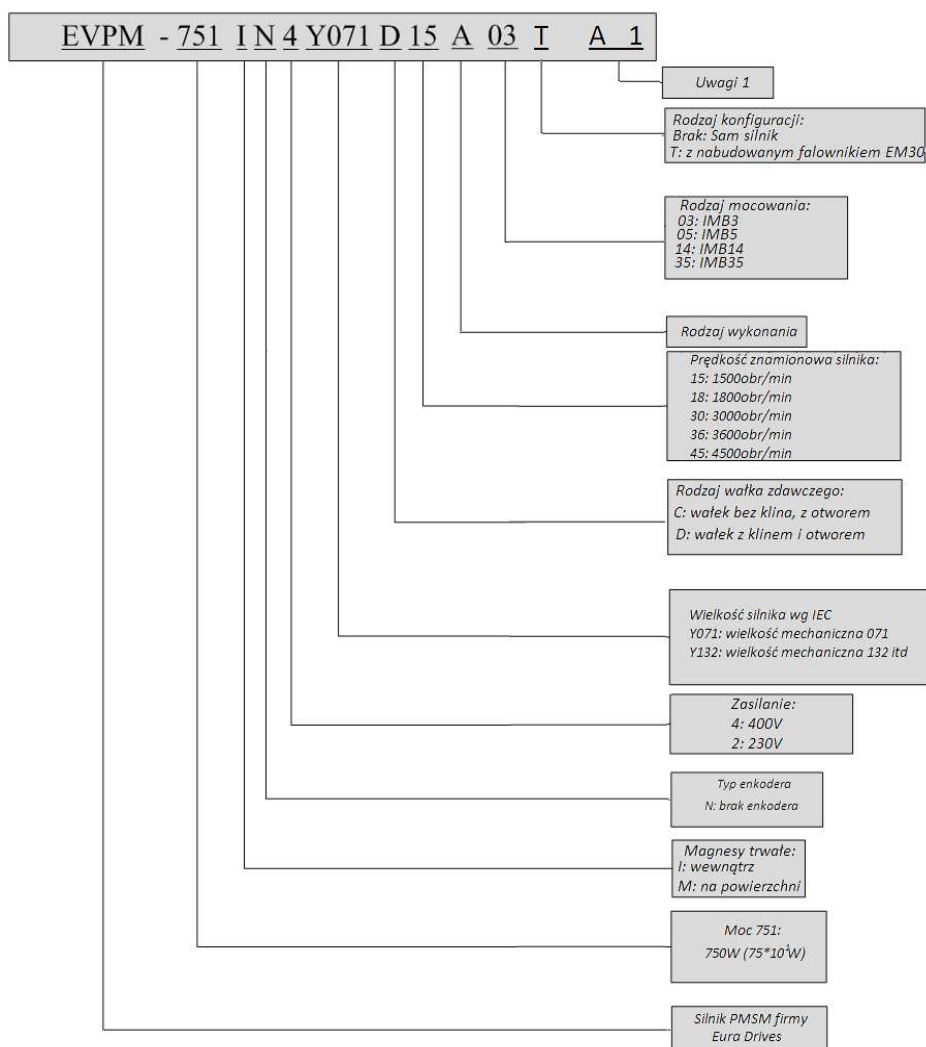 EVPM - 751 I N 4 Y071 D 15 A 03 T A 1
Uwagi 1
Rodzaj konfiguracji:
Brak: Sam silnik
T: z nabudowanym falownikiem EM30
Rodzaj mocowania:
03: IMB3
05: IMB5
14: IMB14
35: IMB35
Rodzaj wykonania
Prędkość znamionowa silnika:
15: 1500obr/min
18: 1800obr/min
30: 3000obr/min
36: 3600obr/min
45: 4500obr/min
Rodzaj wałka zdawczego:
C: wałek bez klina, z otworem
D: wałek z klinem i otworem
Wielkość silnika wg IEC
Y071: wielkość mechaniczna 071
Y132: wielkość mechaniczna 132 itd
Zasilanie:
4: 400V
2: 230V
Typ enkodera
N: brak enkodera
Magnesy trwałe:
I: wewnątrz
M: na powierzchni
Moc 751:
750W (75*10¹W)
Silnik PMSM firmy
Eura Drives